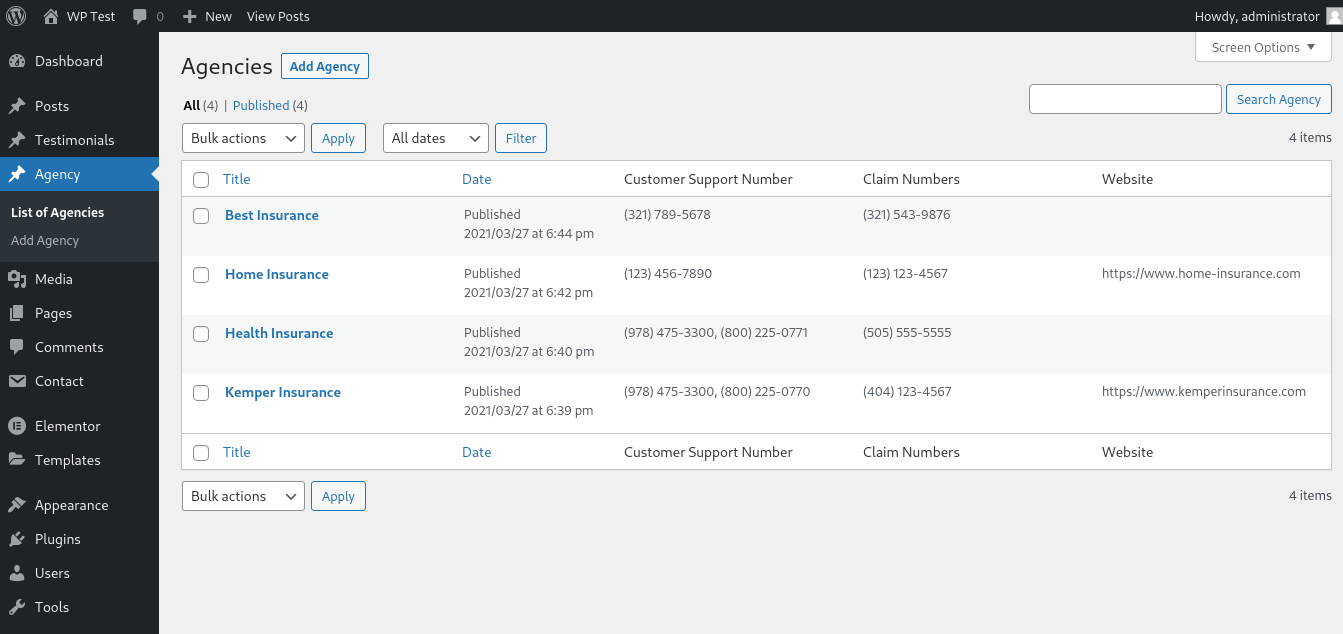 WP Test 0 New View Posts Howdy, administrator
Dashboard
Posts
Testimonials
Agency
List of Agencies
Add Agency
Media
Pages
Comments
Contact
Elementor
Templates
Appearance
Plugins
Users
Tools
Screen Options
Agencies Add Agency
All (4) | Published (4)
Search Agency
Bulk actions Apply All dates Filter 4 items
Title Date Customer Support Number Claim Numbers Website
Best Insurance Published (321) 789-5678 (321) 543-9876
2021/03/27 at 6:44 pm
Home Insurance Published (123) 456-7890 (123) 123-4567 https://www.home-insurance.com
2021/03/27 at 6:42 pm
Health Insurance Published (978) 475-3300, (800) 225-0771 (505) 555-5555
2021/03/27 at 6:40 pm
Kemper Insurance Published (978) 475-3300, (800) 225-0770 (404) 123-4567 https://www.kemperinsurance.com
2021/03/27 at 6:39 pm
Title Date Customer Support Number Claim Numbers Website
Bulk actions Apply 4 items